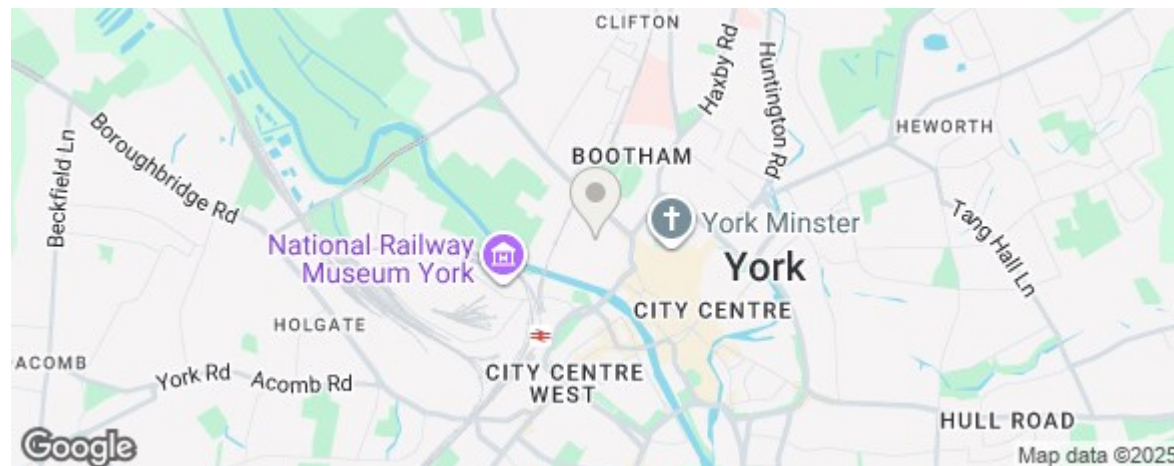 CLIFTON
Haxby Rd
Huntington Rd
HEWORTH
Beckfield Ln
Boroughbridge Rd
BOOTHAM
York Minster
Tang Hall Ln
National Railway
Museum York
York
CITY CENTRE
HOLGATE
ACOMB
York Rd
Acomb Rd
CITY CENTRE
WEST
HULL ROAD
Google
Map data ©2025